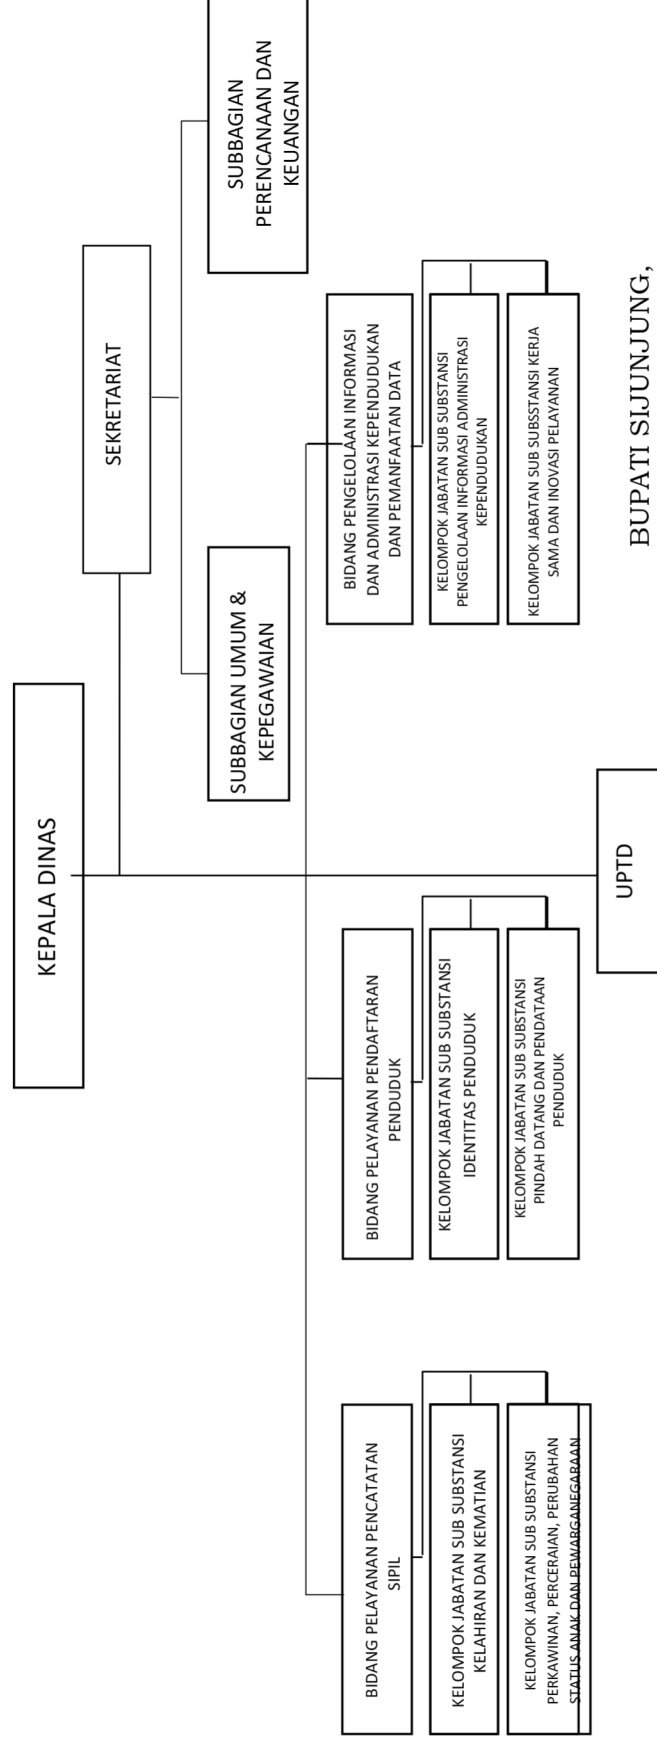 KEPALA DINAS
SEKRETARIAT
SUBBAGIAN UMUM &
KEPEGAWAIAN
SUBBAGIAN
PERENCANAAN DAN
KEUANGAN
BIDANG PELAYANAN PENCATATAN
SIPIL
KELOMPOK JABATAN SUB SUBSTANSI
KELAHIRAN DAN KEMATIAN
KELOMPOK JABATAN SUB SUBSTANSI
PERKAWINAN, PERCERAIAN, PERUBAHAN
STATUS ANAK DAN PEWARGANEGARAAN
BIDANG PELAYANAN PENDAFTARAN
PENDUDUK
KELOMPOK JABATAN SUB SUBSTANSI
IDENTITAS PENDUDUK
KELOMPOK JABATAN SUB SUBSTANSI
PINDAH DATANG DAN PENDATAAN
PENDUDUK
BIDANG PENGELOLAAN INFORMASI
DAN ADMINISTRASI KEPENDUDUKAN
DAN PEMANFAATAN DATA
KELOMPOK JABATAN SUB SUBSTANSI
PENGELOLAAN INFORMASI ADMINISTRASI
KEPENDUDUKAN
KELOMPOK JABATAN SUB SUBSSTANSI KERJA
SAMA DAN INOVASI PELAYANAN
UPTD
BUPATI SIJUNJUNG,